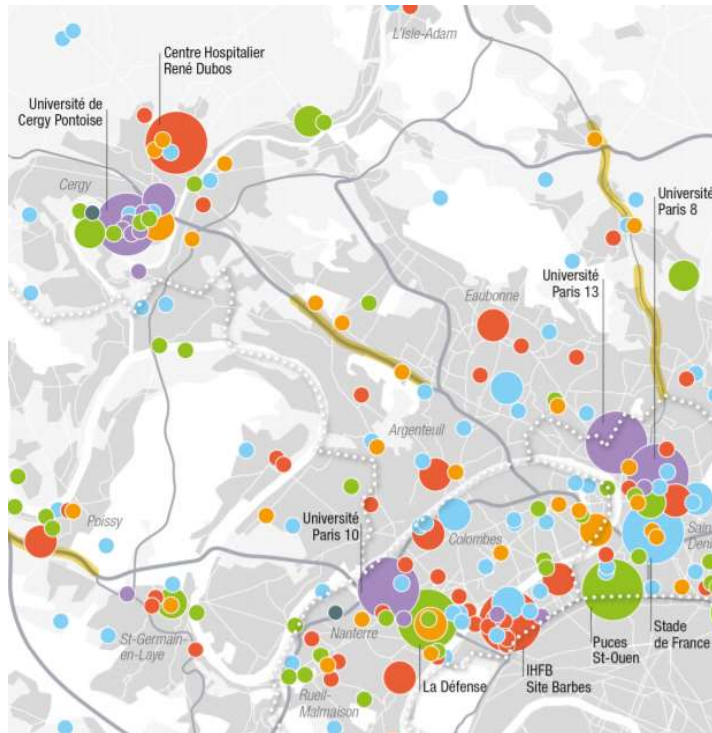 L'Isle-Adam
Centre Hospitalier
René Dubos
Université de
Cergy Pontoise
Cergy
Université
Paris 8
Université
Paris 13
Eaubonne
Argenteuil
Poissy
Université
Paris 10
Colombes
Sain
Deni
St-Germain-
en-Laye
Nanterre
Rueil-
Malmaison
La Défense
IHFB
Site Barbes
Puces
St-Ouen
Stade
de France